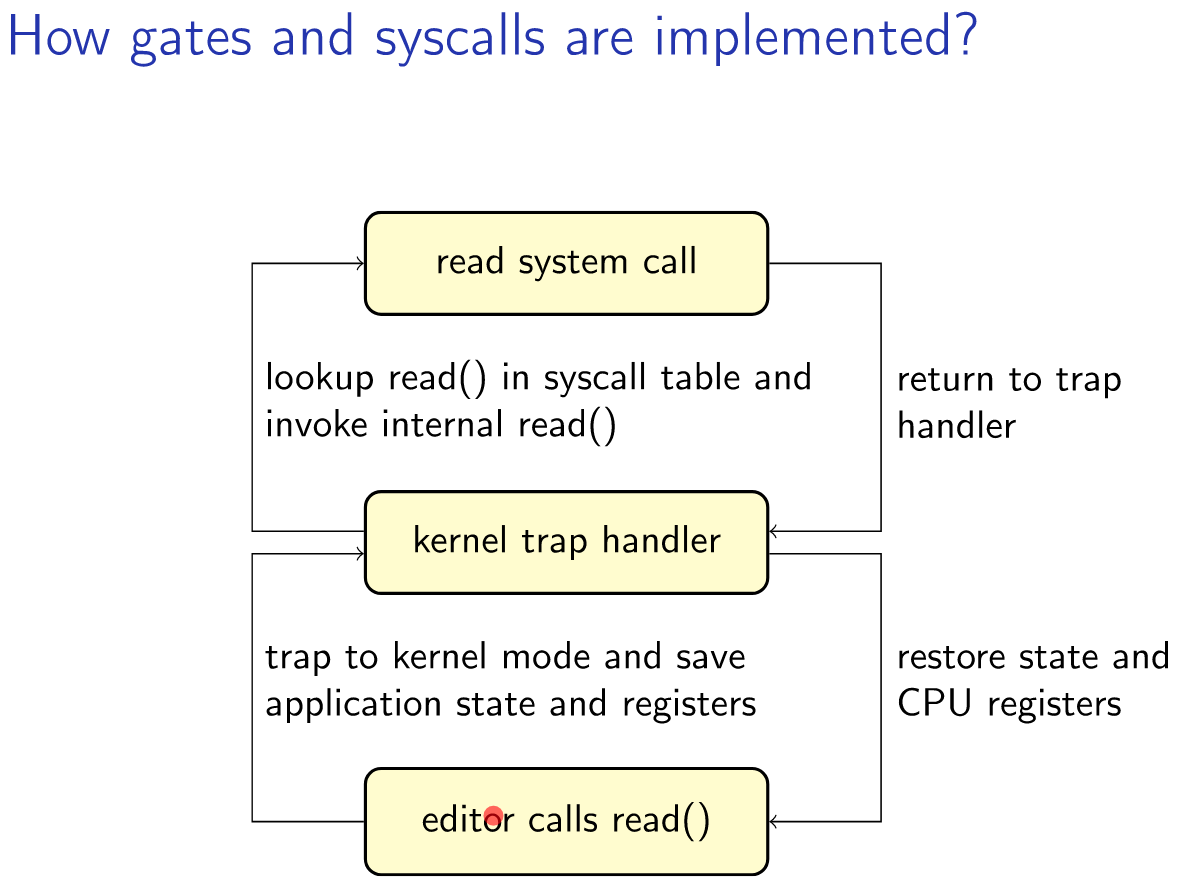 How gates and syscalls are implemented?
read system call
lookup read() in syscall table and
invoke internal read()
return to trap
handler
kernel trap handler
trap to kernel mode and save
application state and registers
restore state and
CPU registers
editor calls read()